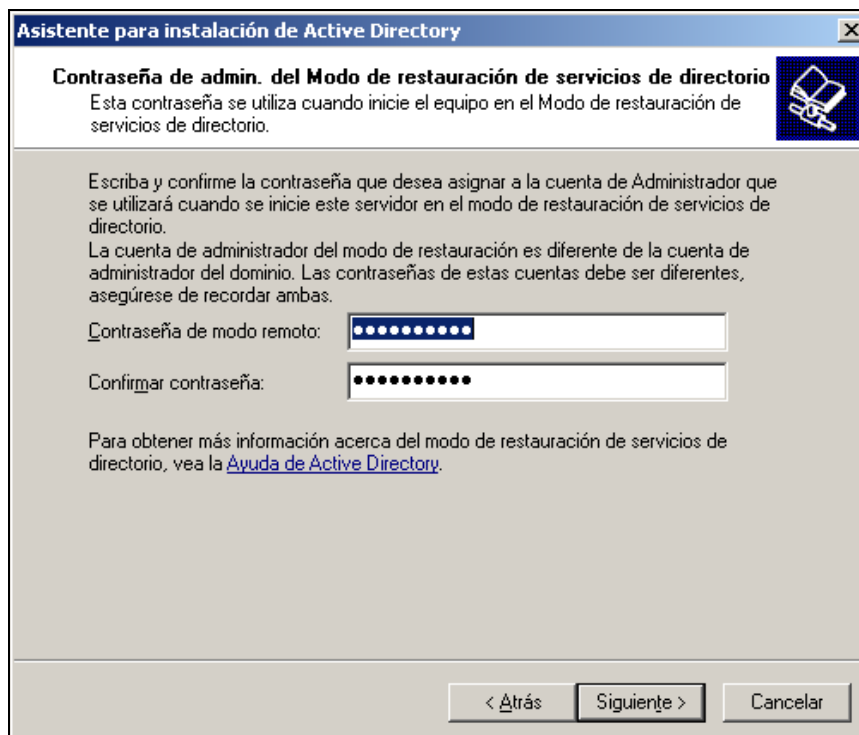 Asistente para instalación de Active Directory
Contraseña de admin. del Modo de restauración de servicios de directorio
Esta contraseña se utiliza cuando inicie el equipo en el Modo de restauración de
servicios de directorio.
Escriba y confirme la contraseña que desea asignar a la cuenta de Administrador que
se utilizará cuando se inicie este servidor en el modo de restauración de servicios de
directorio.
La cuenta de administrador del modo de restauración es diferente de la cuenta de
administrador del dominio. Las contraseñas de estas cuentas debe ser diferentes,
asegúrese de recordar ambas.
Contraseña de modo remoto: ●●●●●●●●●●
Confirmar contraseña: ●●●●●●●●●●
Para obtener más información acerca del modo de restauración de servicios de
directorio, vea la Ayuda de Active Directory.
< Atrás Siguiente > Cancelar